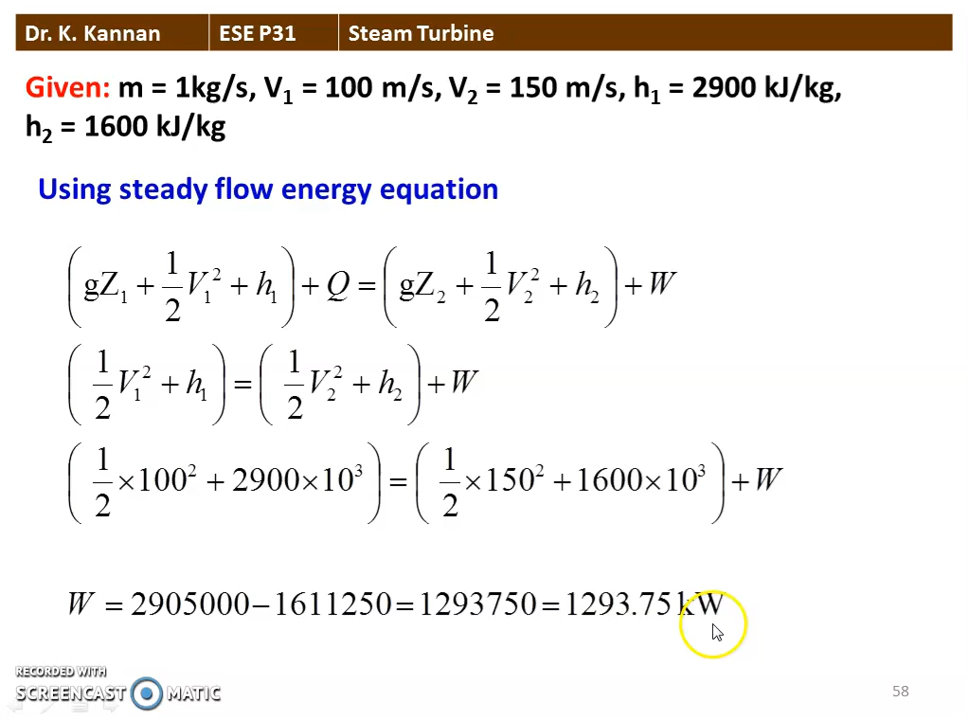 Dr. K. Kannan ESE P31 Steam Turbine
Given: m = 1kg/s, V₁ = 100 m/s, V₂ = 150 m/s, h₁ = 2900 kJ/kg,
h₂ = 1600 kJ/kg
Using steady flow energy equation
(gZ₁ + 1/2 V₁² + h₁) + Q = (gZ₂ + 1/2 V₂² + h₂) + W
(1/2 V₁² + h₁) = (1/2 V₂² + h₂) + W
(1/2 × 100² + 2900 × 10³) = (1/2 × 150² + 1600 × 10³) + W
W = 2905000 − 1611250 = 1293750 = 1293.75 kW
RECORDED WITH
SCREENCAST MATIC
58